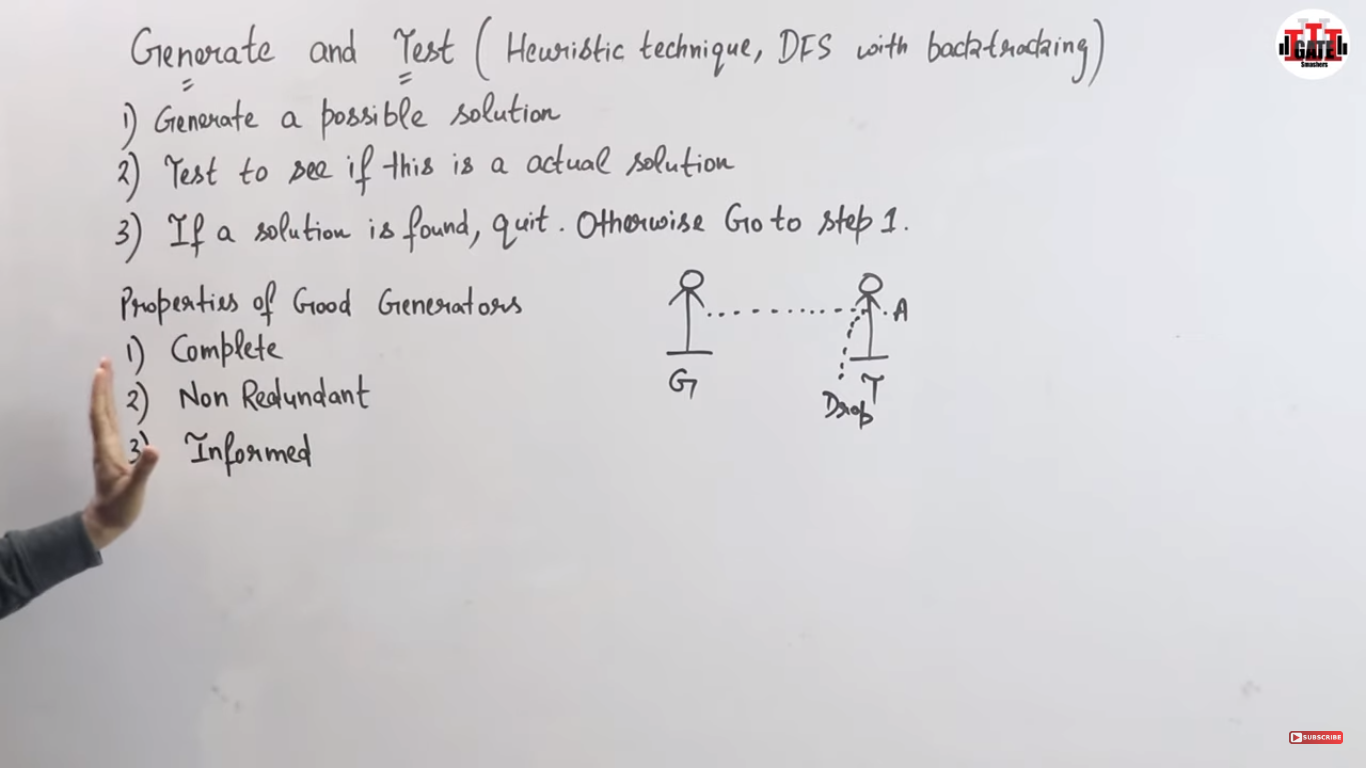 Generate and Test ( Heuristic technique, DFS with backtracking)
1) Generate a possible solution
2) Test to see if this is a actual solution
3) If a solution is found, quit. Otherwise Go to step 1.
Properties of Good Generators
1) Complete
2) Non Redundant
3) Informed
G
T
A
Drop
GATE
Smashers
SUBSCRIBE